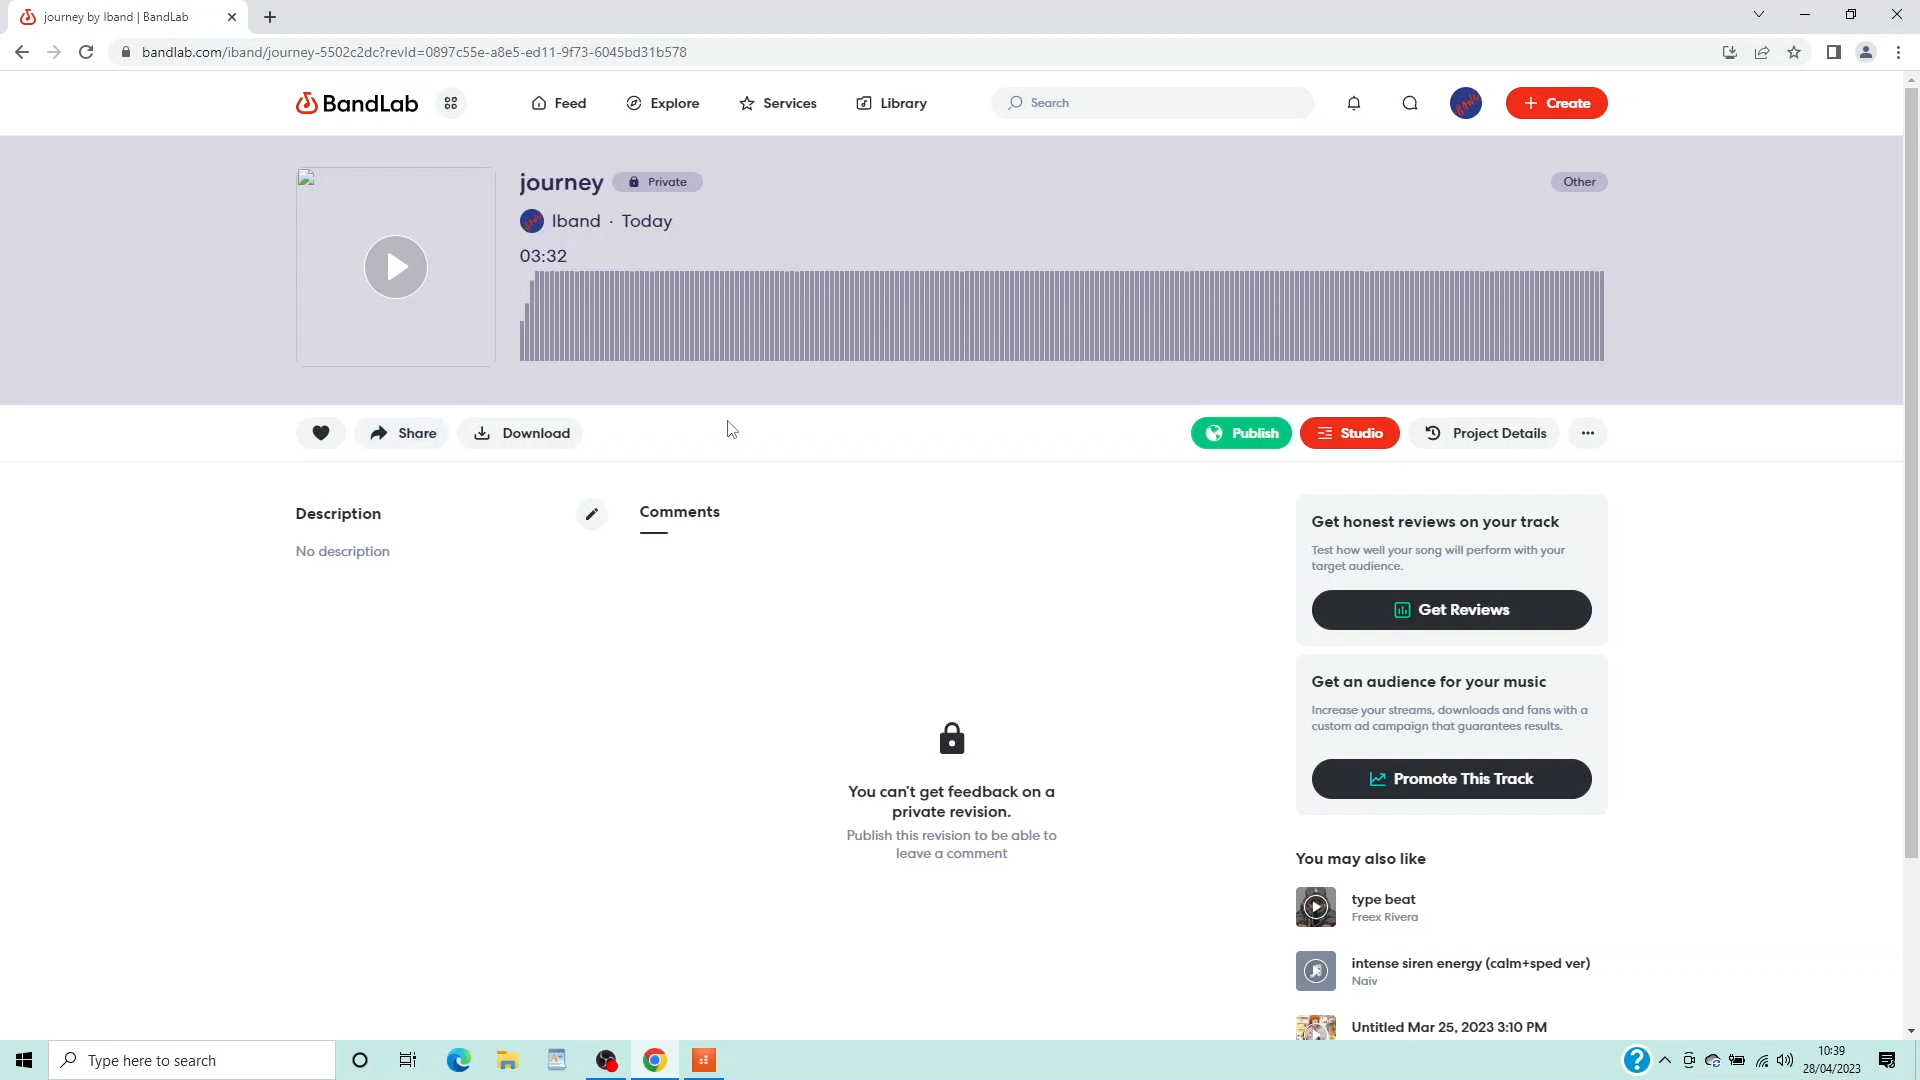 journey by Iband | BandLab
bandlab.com/iband/journey-5502c2dc?revId=0897c55e-a8e5-ed11-9f73-6045bd31b578
BandLab
Feed
Explore
Services
Library
Search
Create
journey
Private
Other
Iband · Today
03:32
Share
Download
Publish
Studio
Project Details
Description
No description
Comments
You can't get feedback on a
private revision.
Publish this revision to be able to
leave a comment
Get honest reviews on your track
Test how well your song will perform with your
target audience.
Get Reviews
Get an audience for your music
Increase your streams, downloads and fans with a
custom ad campaign that guarantees results.
Promote This Track
You may also like
type beat
Freex Rivera
intense siren energy (calm+sped ver)
Naiv
Untitled Mar 25, 2023 3:10 PM
Type here to search
10:39
28/04/2023